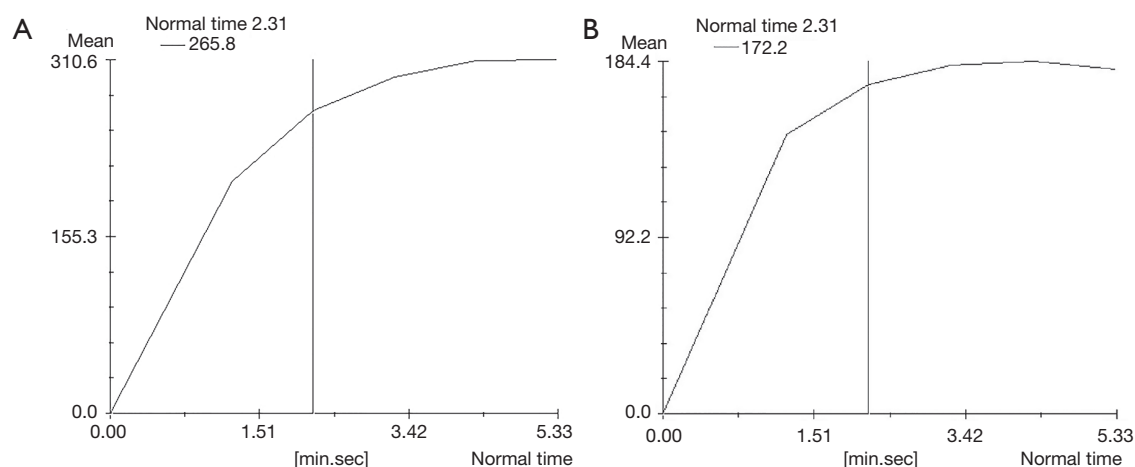 A
Normal time 2.31
Mean
265.8
310.6
155.3
0.0
0.00
1.51
3.42
5.33
[min.sec]
Normal time
B
Normal time 2.31
Mean
172.2
184.4
92.2
0.0
0.00
1.51
3.42
5.33
[min.sec]
Normal time